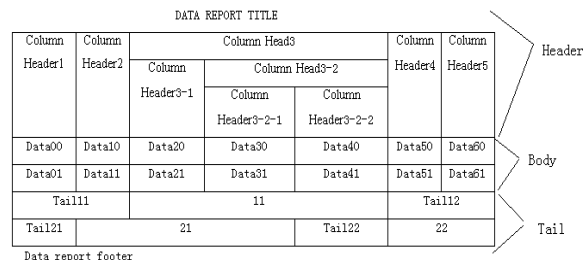 DATA REPORT TITLE
Column Header1 Column Header2 Column Head3 Column Header4 Column Header5
Column Header3-1 Column Head3-2
Column Header3-2-1 Column Header3-2-2
Data00 Data10 Data20 Data30 Data40 Data50 Data60
Data01 Data11 Data21 Data31 Data41 Data51 Data61
Tail11 11 Tail12
Tail21 21 Tail22 22
Data report footer
Header
Body
Tail